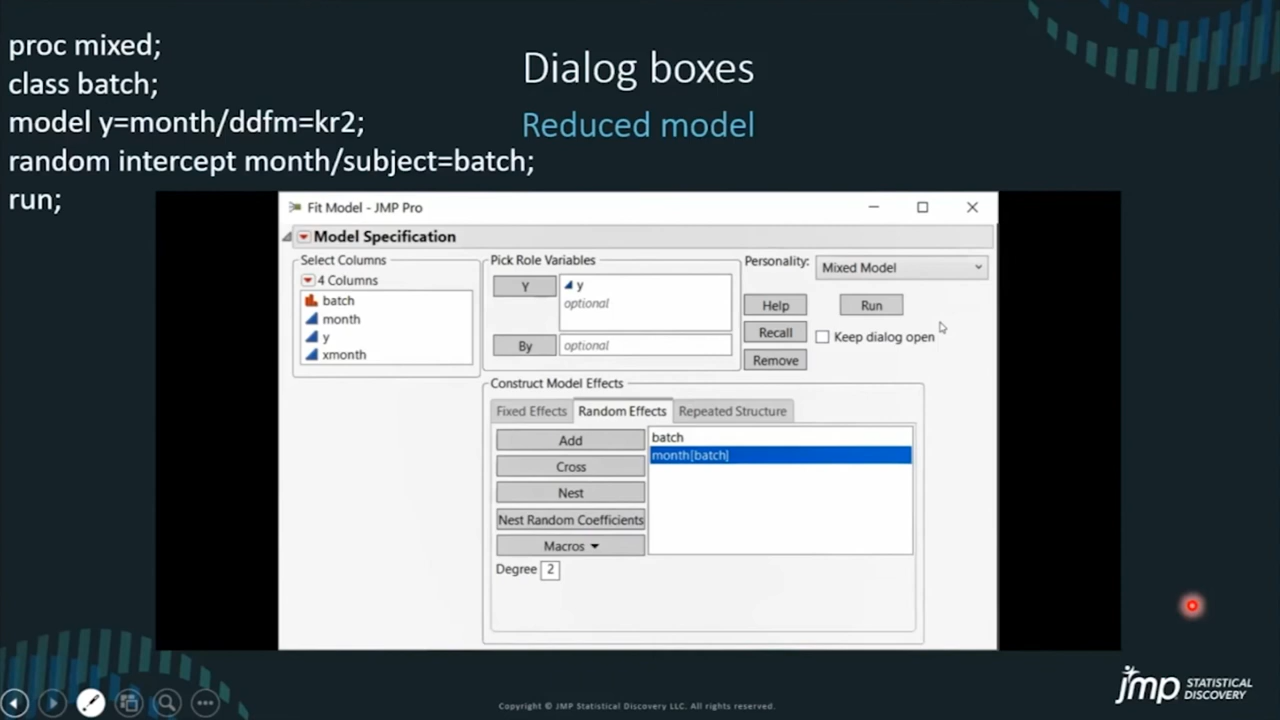 proc mixed;
class batch;
model y=month/ddfm=kr2;
random intercept month/subject=batch;
run;
Dialog boxes
Reduced model
Fit Model - JMP Pro
Model Specification
Select Columns
4 Columns
batch
month
y
xmonth
Pick Role Variables
Y
y
optional
By
optional
Personality:
Mixed Model
Help
Run
Recall
Keep dialog open
Remove
Construct Model Effects
Fixed Effects
Random Effects
Repeated Structure
Add
Cross
Nest
Nest Random Coefficients
Macros
batch
month[batch]
Degree 2
jmp STATISTICAL
DISCOVERY
Copyright © JMP Statistical Discovery LLC. All rights reserved.